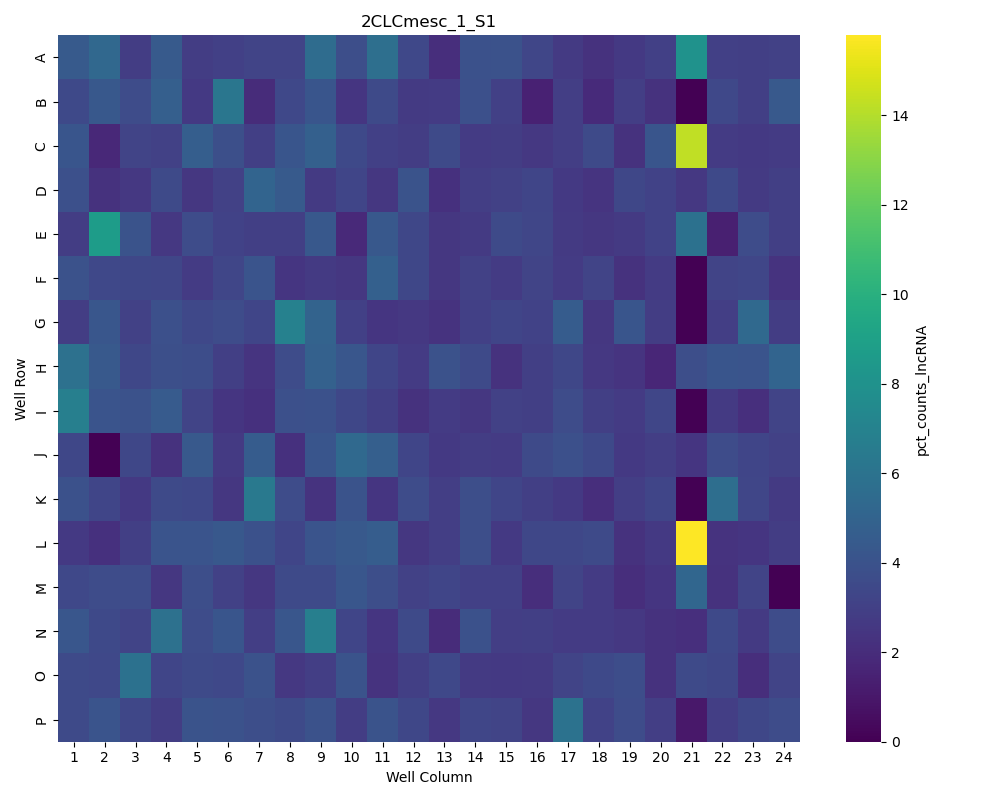 2CLCmesc_1_S1
A
B
C
D
E
F
G
H
I
J
K
L
M
N
O
P
Well Row
1 2 3 4 5 6 7 8 9 10 11 12 13 14 15 16 17 18 19 20 21 22 23 24
Well Column
14
12
10
8
6
4
2
0
pct_counts_lncRNA